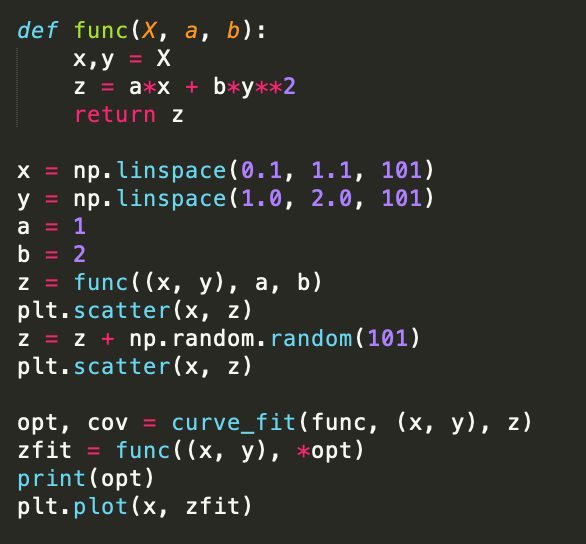 def func(X, a, b):
    x,y = X
    z = a*x + b*y**2
    return z

x = np.linspace(0.1, 1.1, 101)
y = np.linspace(1.0, 2.0, 101)
a = 1
b = 2
z = func((x, y), a, b)
plt.scatter(x, z)
z = z + np.random.random(101)
plt.scatter(x, z)

opt, cov = curve_fit(func, (x, y), z)
zfit = func((x, y), *opt)
print(opt)
plt.plot(x, zfit)